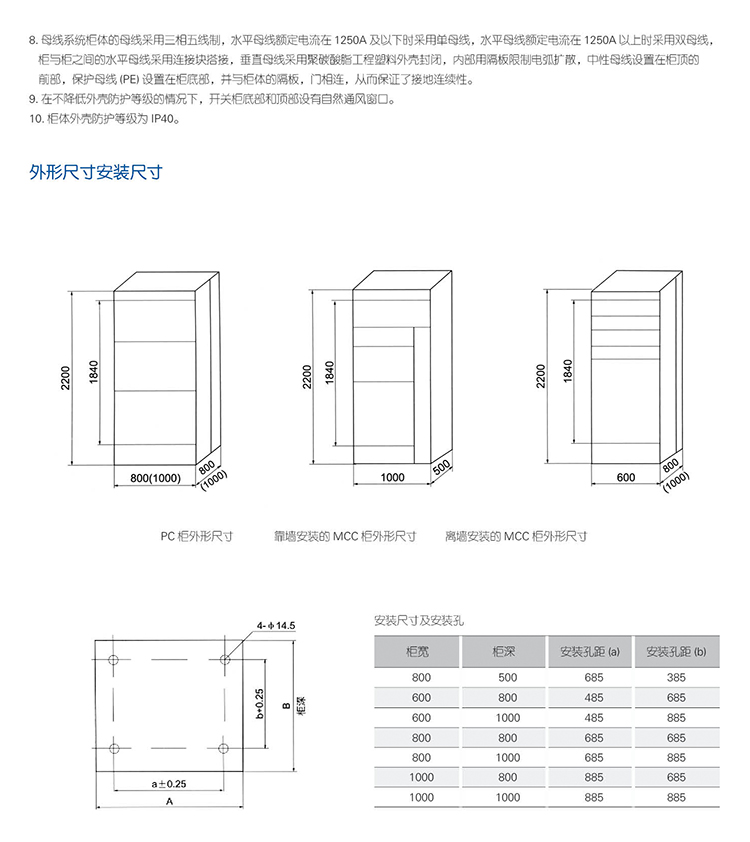 8. 母线系统柜体的母线采用三相五线制，水平母线额定电流在 1250A 及以下时采用单母线，水平母线额定电流在 1250A 以上时采用双母线，
柜与柜之间的水平母线采用连接块搭接，垂直母线采用聚碳酸脂工程塑料外壳封闭，内部用隔板限制电弧扩散，中性母线设置在柜顶的
前部，保护母线 (PE) 设置在柜底部，并与柜体的隔板，门相连，从而保证了接地连续性。
9. 在不降低外壳防护等级的情况下，开关柜底部和顶部设有自然通风窗口。
10. 柜体外壳防护等级为 IP40。
外形尺寸安装尺寸
2200
1840
800(1000)
800
(1000)
2200
1840
1000
500
2200
1840
600
800
(1000)
PC 柜外形尺寸 靠墙安装的 MCC 柜外形尺寸 离墙安装的 MCC 柜外形尺寸
4-φ14.5
b+0.25
B
柜深
a±0.25
A
安装尺寸及安装孔
柜宽 柜深 安装孔距 (a) 安装孔距 (b)
800 500 685 385
600 800 485 685
600 1000 485 885
800 800 685 685
800 1000 685 885
1000 800 885 685
1000 1000 885 885